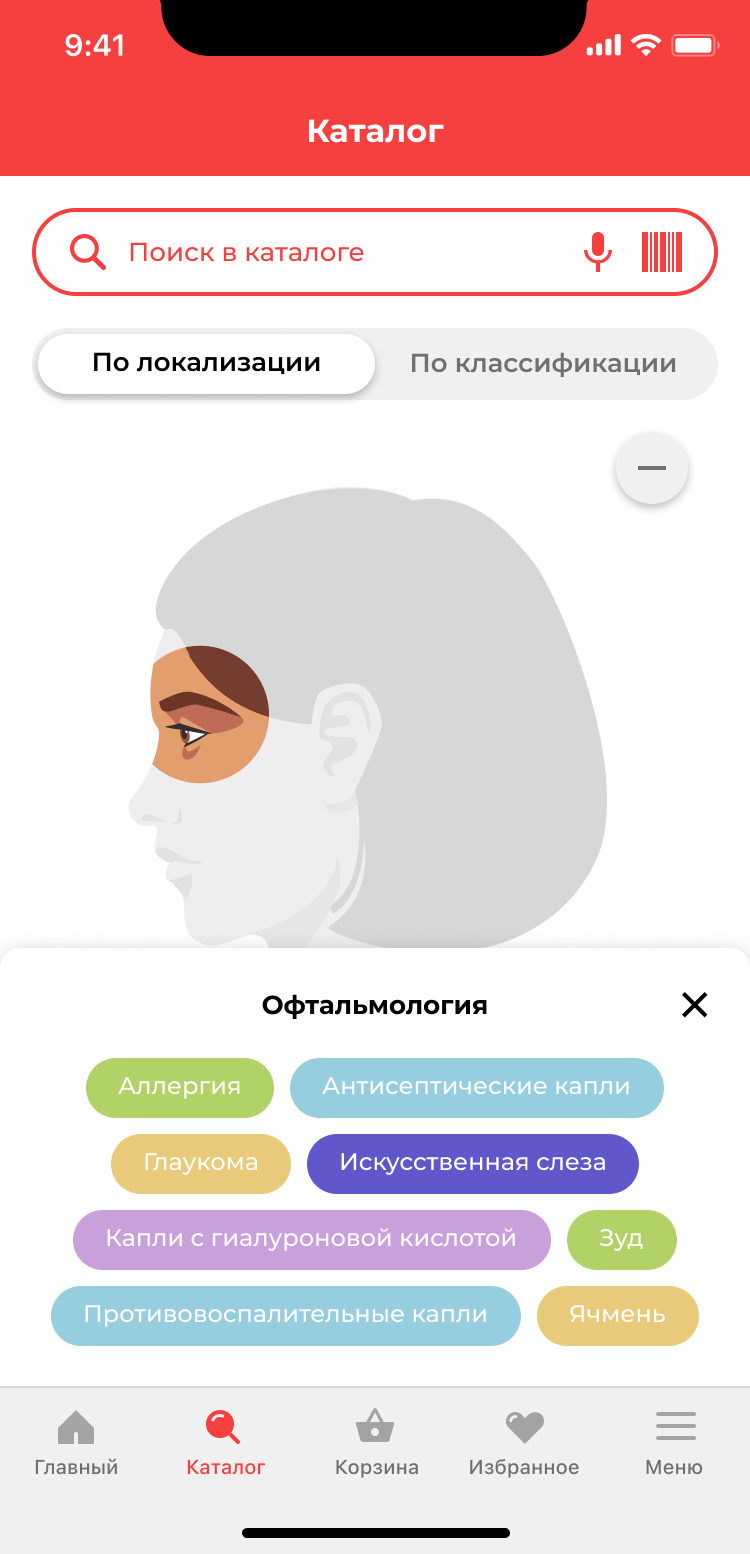 9:41
Каталог
Поиск в каталоге
По локализации
По классификации
Офтальмология
Аллергия
Антисептические капли
Глаукома
Искусственная слеза
Капли с гиалуроновой кислотой
Зуд
Противовоспалительные капли
Ячмень
Главный
Каталог
Корзина
Избранное
Меню